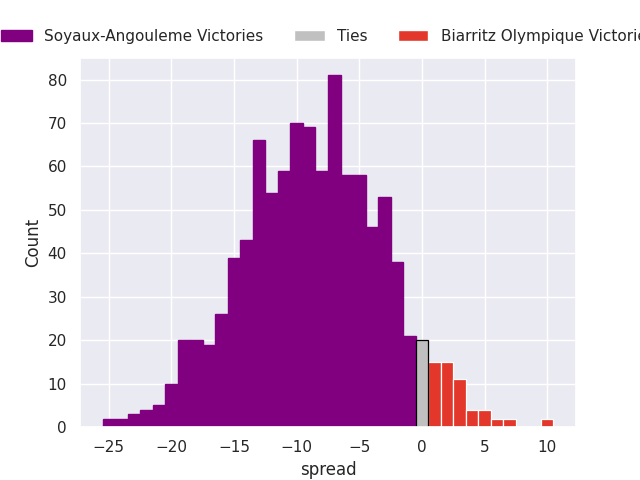 Soyaux-Angouleme Victories Ties Biarritz Olympique Victorie
80
70
60
50
40
30
20
10
0
Count
−25 −20 −15 −10 −5 0 5 10
spread